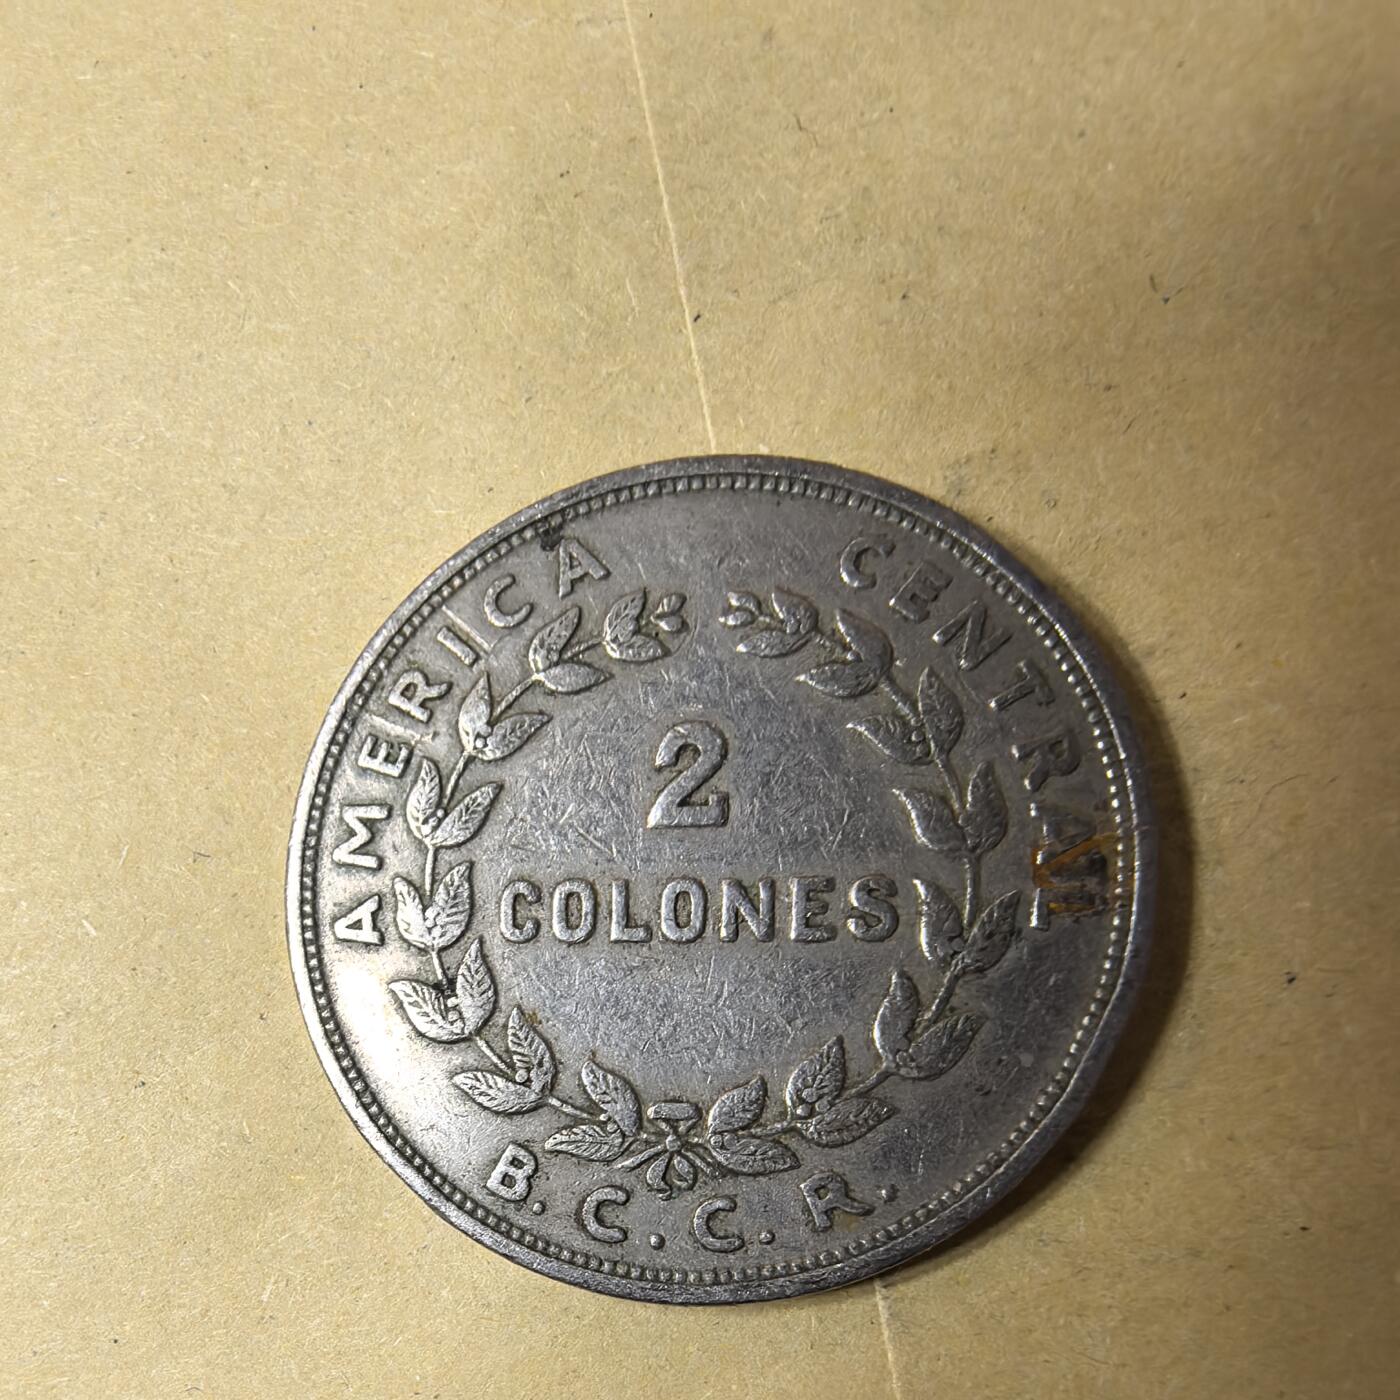 AMERICA CENTRAL
2
COLONES
B.C.C.R.